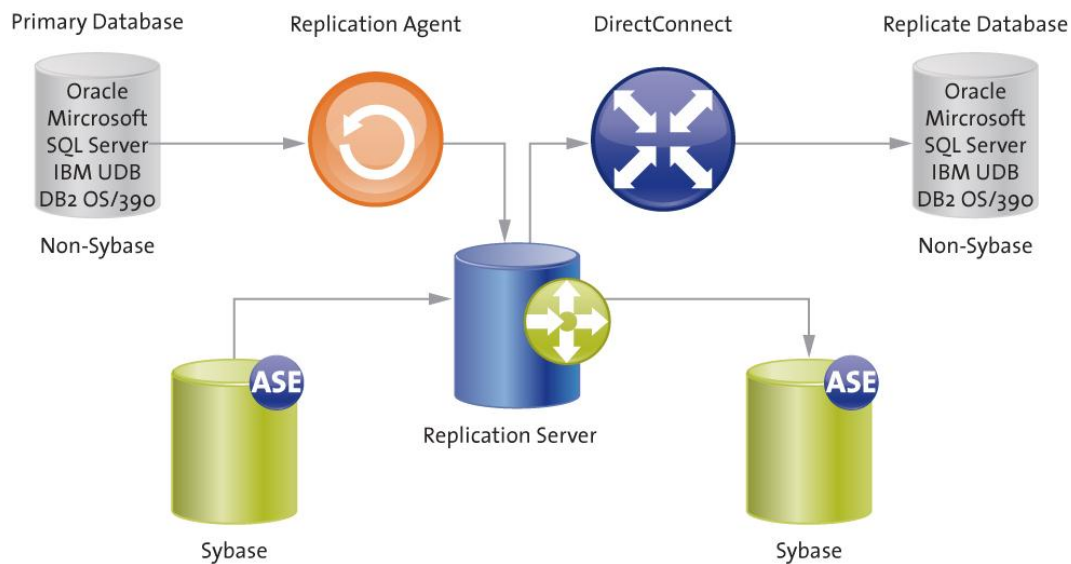 Primary Database
Replication Agent
DirectConnect
Replicate Database
Oracle
Mircrosoft
SQL Server
IBM UDB
DB2 OS/390
Non-Sybase
Oracle
Mircrosoft
SQL Server
IBM UDB
DB2 OS/390
Non-Sybase
ASE
Sybase
Replication Server
ASE
Sybase